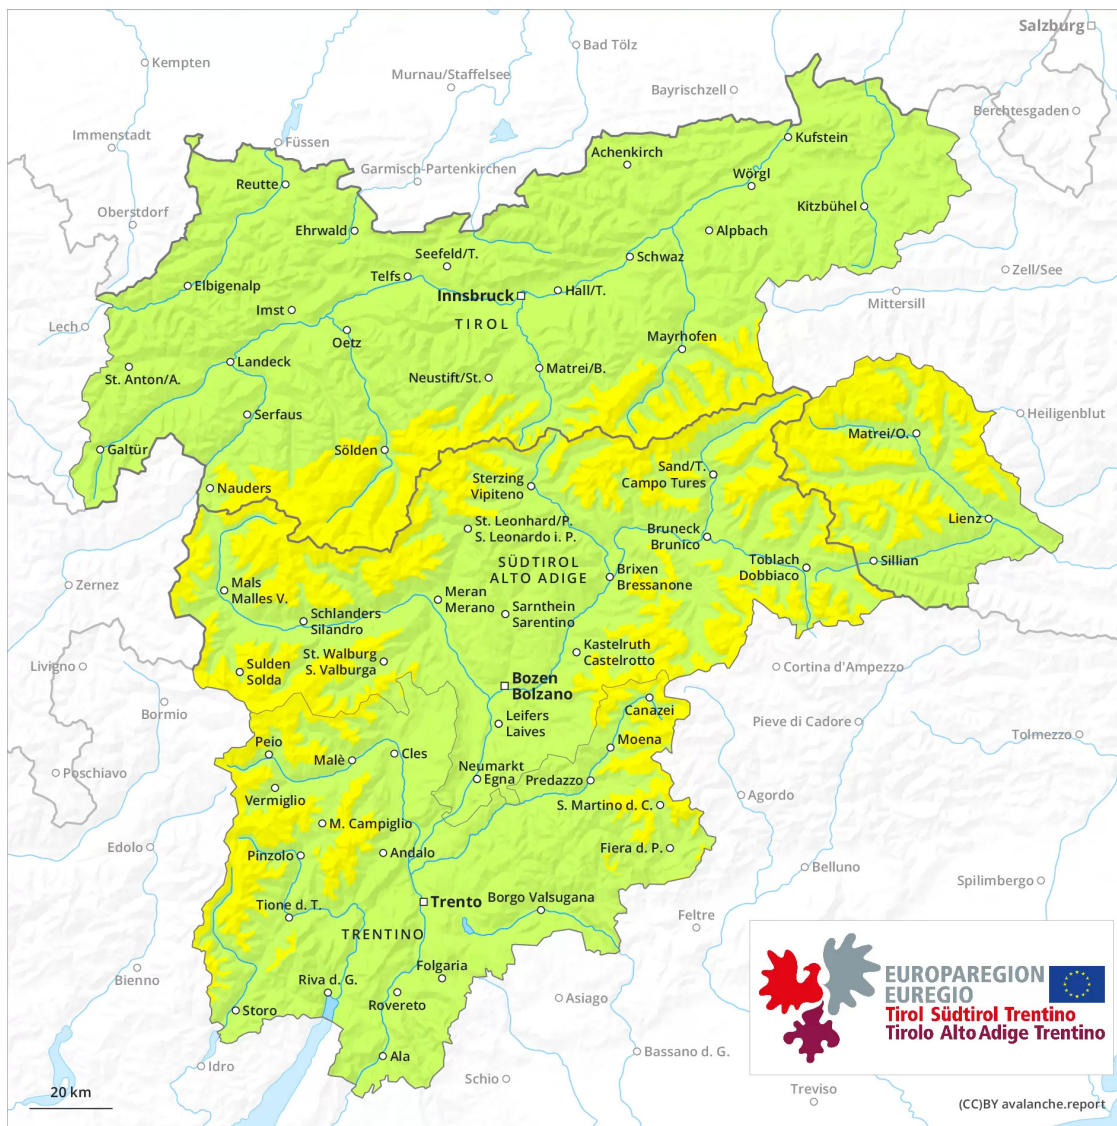 Salzburg
Bad Tölz
Kempten
Murnau/Staffelsee
Bayrischzell
Berchtesgaden
Immenstadt
Füssen
Kufstein
Achenkirch
Garmisch-Partenkirchen
Wörgl
Reutte
Kitzbühel
Oberstdorf
Ehrwald
Alpbach
Seefeld/T.
Schwaz
Zell/See
Telfs
Elbigenalp
Hall/T.
Innsbruck
Mittersill
Imst
TIROL
Lech
Oetz
Mayrhofen
Landeck
St. Anton/A.
Matrei/B.
Neustift/St.
Serfaus
Heiligenblut
Matrei/O.
Galtür
Sölden
Sand/T.
Campo Tures
Sterzing
Vipiteno
Nauders
Lienz
St. Leonhard/P.
S. Leonardo i. P.
Bruneck
Brunico
SÜDTIROL
ALTO ADIGE
Toblach
Dobbiaco
Sillian
Brixen
Bressanone
Zernez
Mals
Malles V.
Meran
Merano
Schlanders
Silandro
Sarnthein
Sarentino
Kastelruth
Castelrotto
St. Walburg
S. Valburga
Livigno
Sulden
Solda
Cortina d'Ampezzo
Bozen
Bolzano
Canazei
Bormio
Leifers
Laives
Pieve di Cadore
Tolmezzo
Moena
Peio
Cles
Malè
Neumarkt
Egna
Predazzo
Poschiavo
Vermiglio
Agordo
S. Martino d. C.
M. Campiglio
Edolo
Pinzolo
Andalo
Fiera d. P.
Belluno
Spilimbergo
Tione d. T.
Trento
Borgo Valsugana
Feltre
TRENTINO
Folgaria
Bienno
Riva d. G.
Rovereto
Asiago
Storo
EUROPAREGION
EUREGIO
Tirol Südtirol Trentino
Tirolo Alto Adige Trentino
Ala
Bassano d. G.
Idro
Schio
Treviso
20 km
(CC)BY avalanche.report